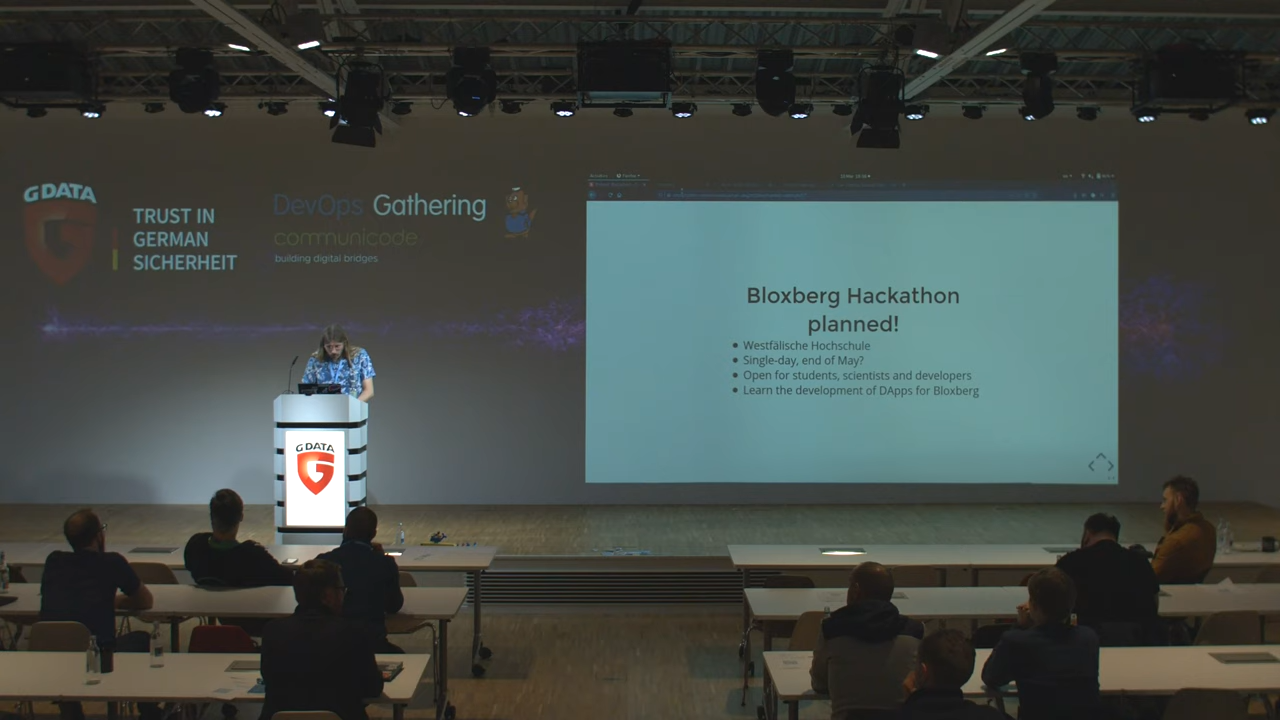 G DATA
TRUST IN
GERMAN
SICHERHEIT
DevOps Gathering
communicode
building digital bridges
Bloxberg Hackathon
planned!
Westfälische Hochschule
Single-day, end of May?
Open for students, scientists and developers
Learn the development of DApps for Bloxberg
G DATA